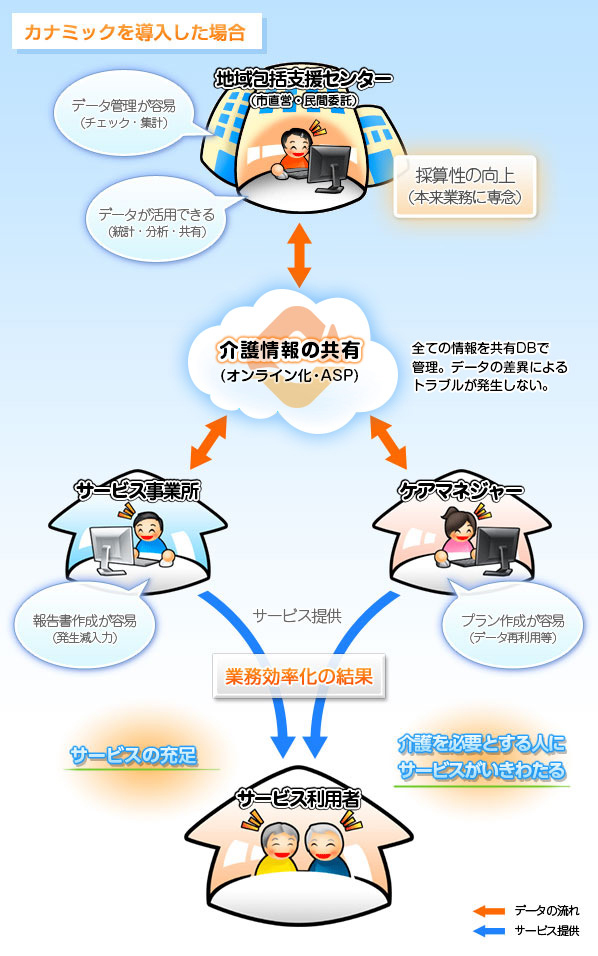 カナミックを導入した場合
地域包括支援センター
(市直営・民間委託)
データ管理が容易
(チェック・集計)
採算性の向上
(本来業務に専念)
データが活用できる
(統計・分析・共有)
介護情報の共有
(オンライン化・ASP)
全ての情報を共有DBで
管理。データの差異による
トラブルが発生しない。
サービス事業所
ケアマネジャー
報告書作成が容易
(発生減入力)
サービス提供
プラン作成が容易
(データ再利用等)
業務効率化の結果
サービスの充足
介護を必要とする人に
サービスがいきわたる
サービス利用者
データの流れ
サービス提供